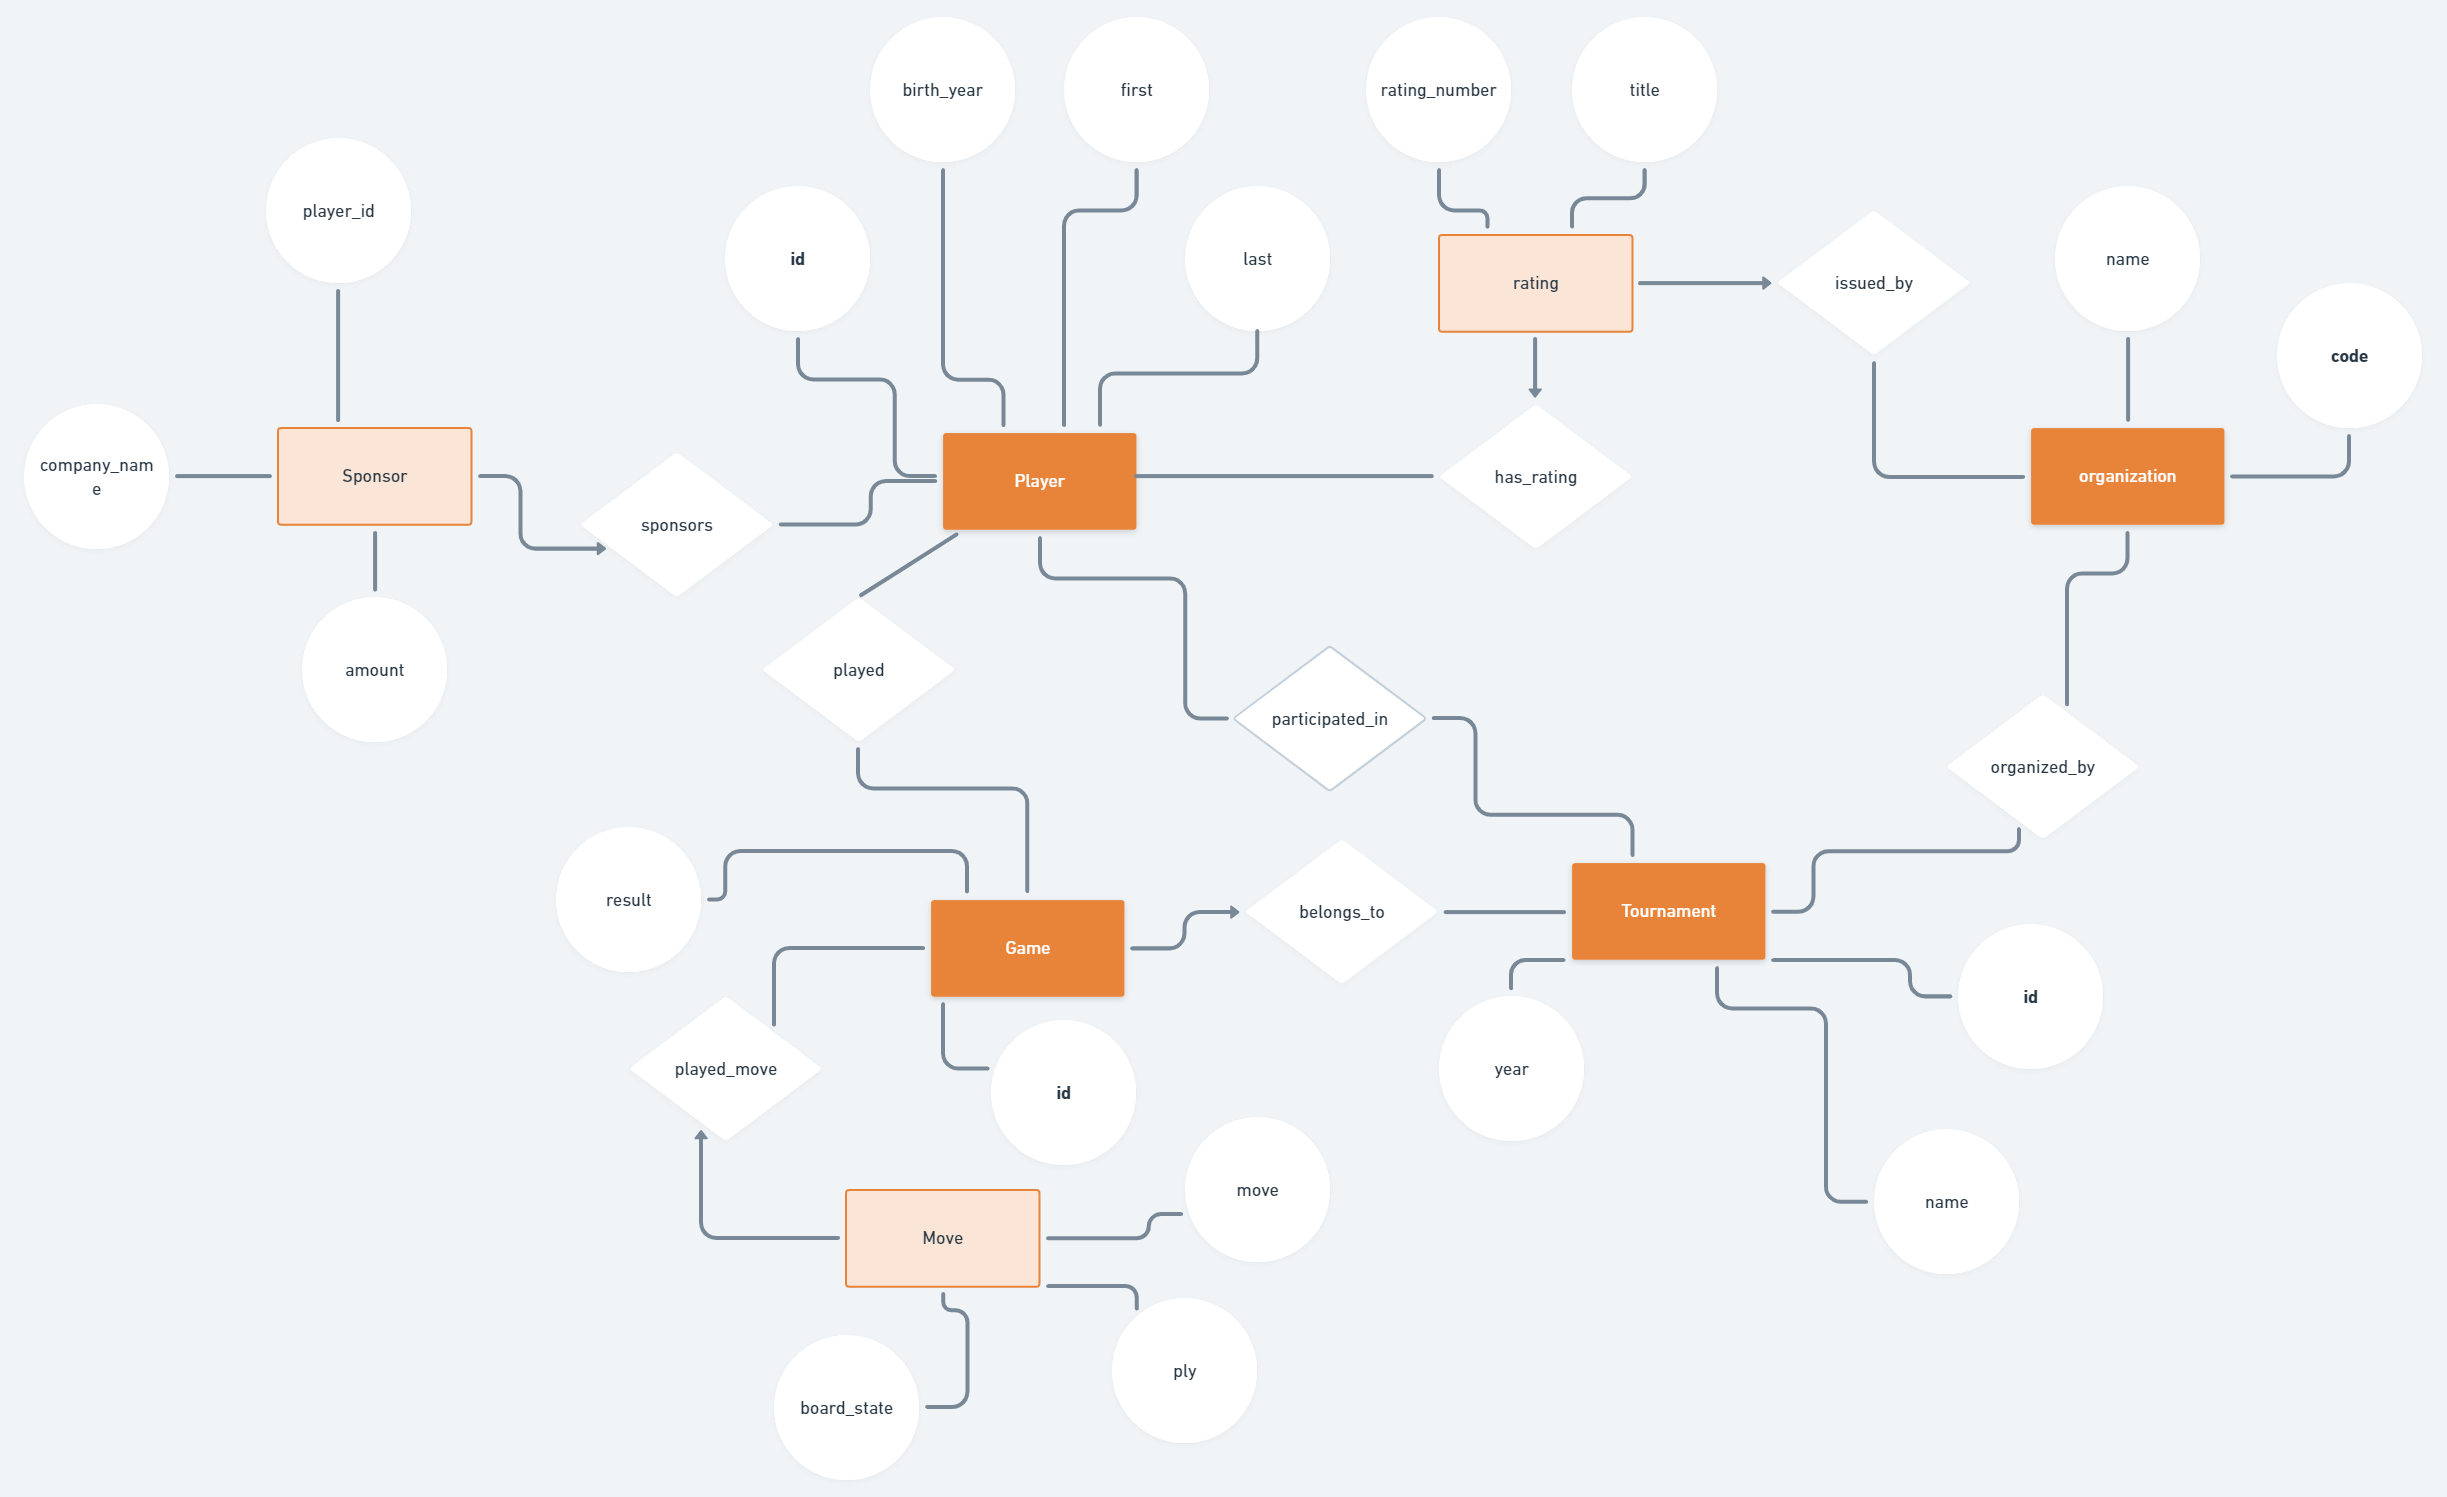 birth_year
first
rating_number
title
player_id
id
last
rating
issued_by
name
code
company_nam
e
Sponsor
sponsors
Player
has_rating
organization
amount
played
participated_in
organized_by
result
Game
belongs_to
Tournament
id
played_move
id
year
move
name
Move
ply
board_state